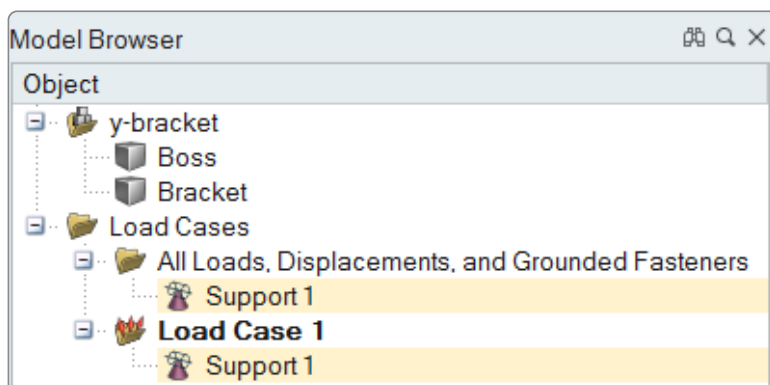 Model Browser
Object
y-bracket
Boss
Bracket
Load Cases
All Loads, Displacements, and Grounded Fasteners
Support 1
Load Case 1
Support 1